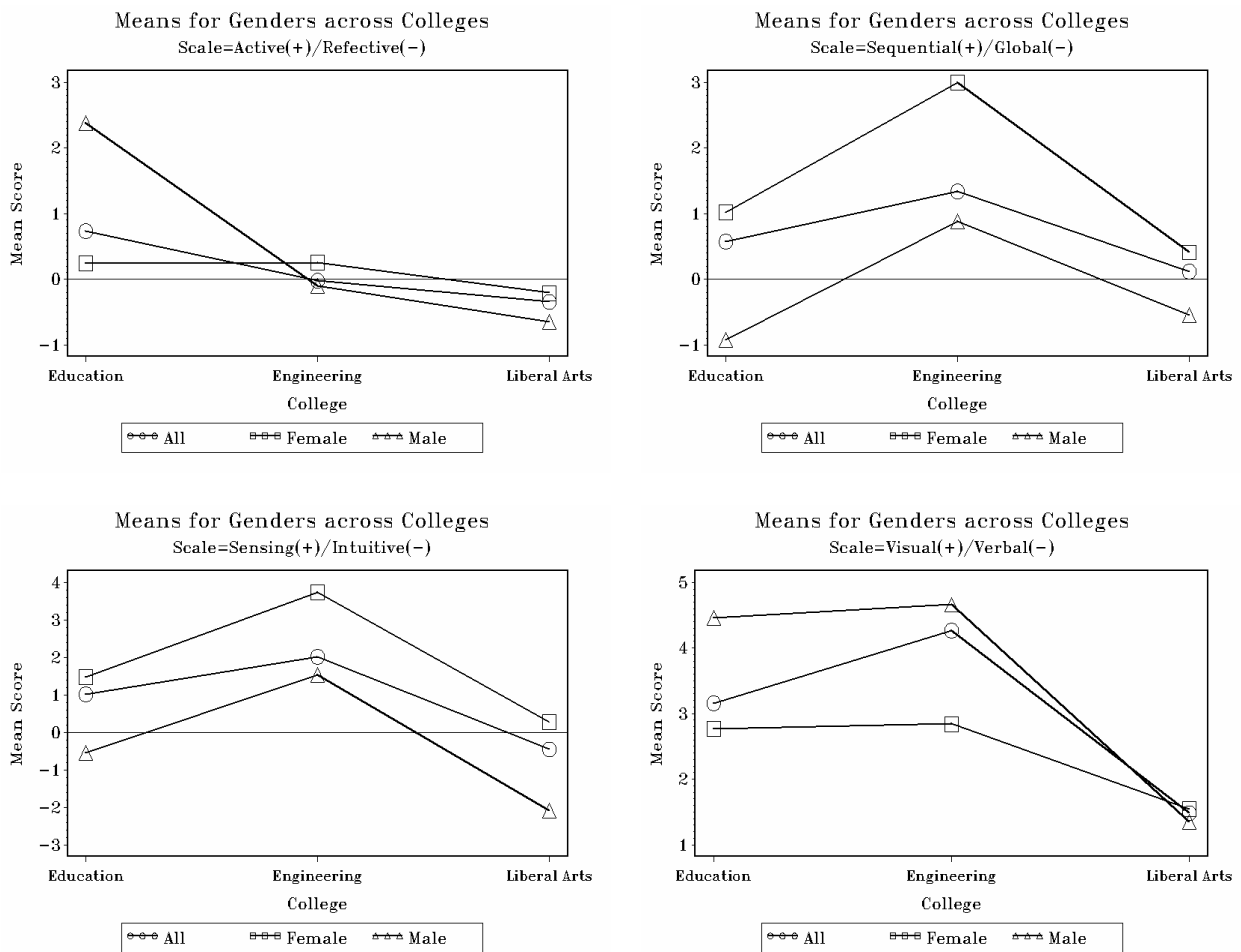 Means for Genders across Colleges
Scale=Active(+)/Refective(−)
3
2
1
0
−1
Mean Score
Education Engineering Liberal Arts
College
All Female Male
Means for Genders across Colleges
Scale=Sequential(+)/Global(−)
3
2
1
0
−1
Mean Score
Education Engineering Liberal Arts
College
All Female Male
Means for Genders across Colleges
Scale=Sensing(+)/Intuitive(−)
4
3
2
1
0
−1
−2
−3
Mean Score
Education Engineering Liberal Arts
College
All Female Male
Means for Genders across Colleges
Scale=Visual(+)/Verbal(−)
5
4
3
2
1
Mean Score
Education Engineering Liberal Arts
College
All Female Male